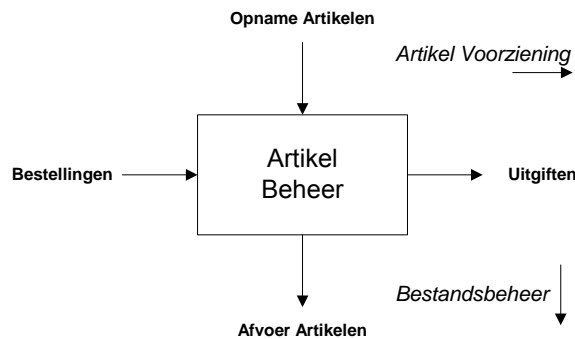 Opname Artikelen
Artikel Voorziening
Artikel
Beheer
Bestellingen
Uitgiften
Bestandsbeheer
Afvoer Artikelen